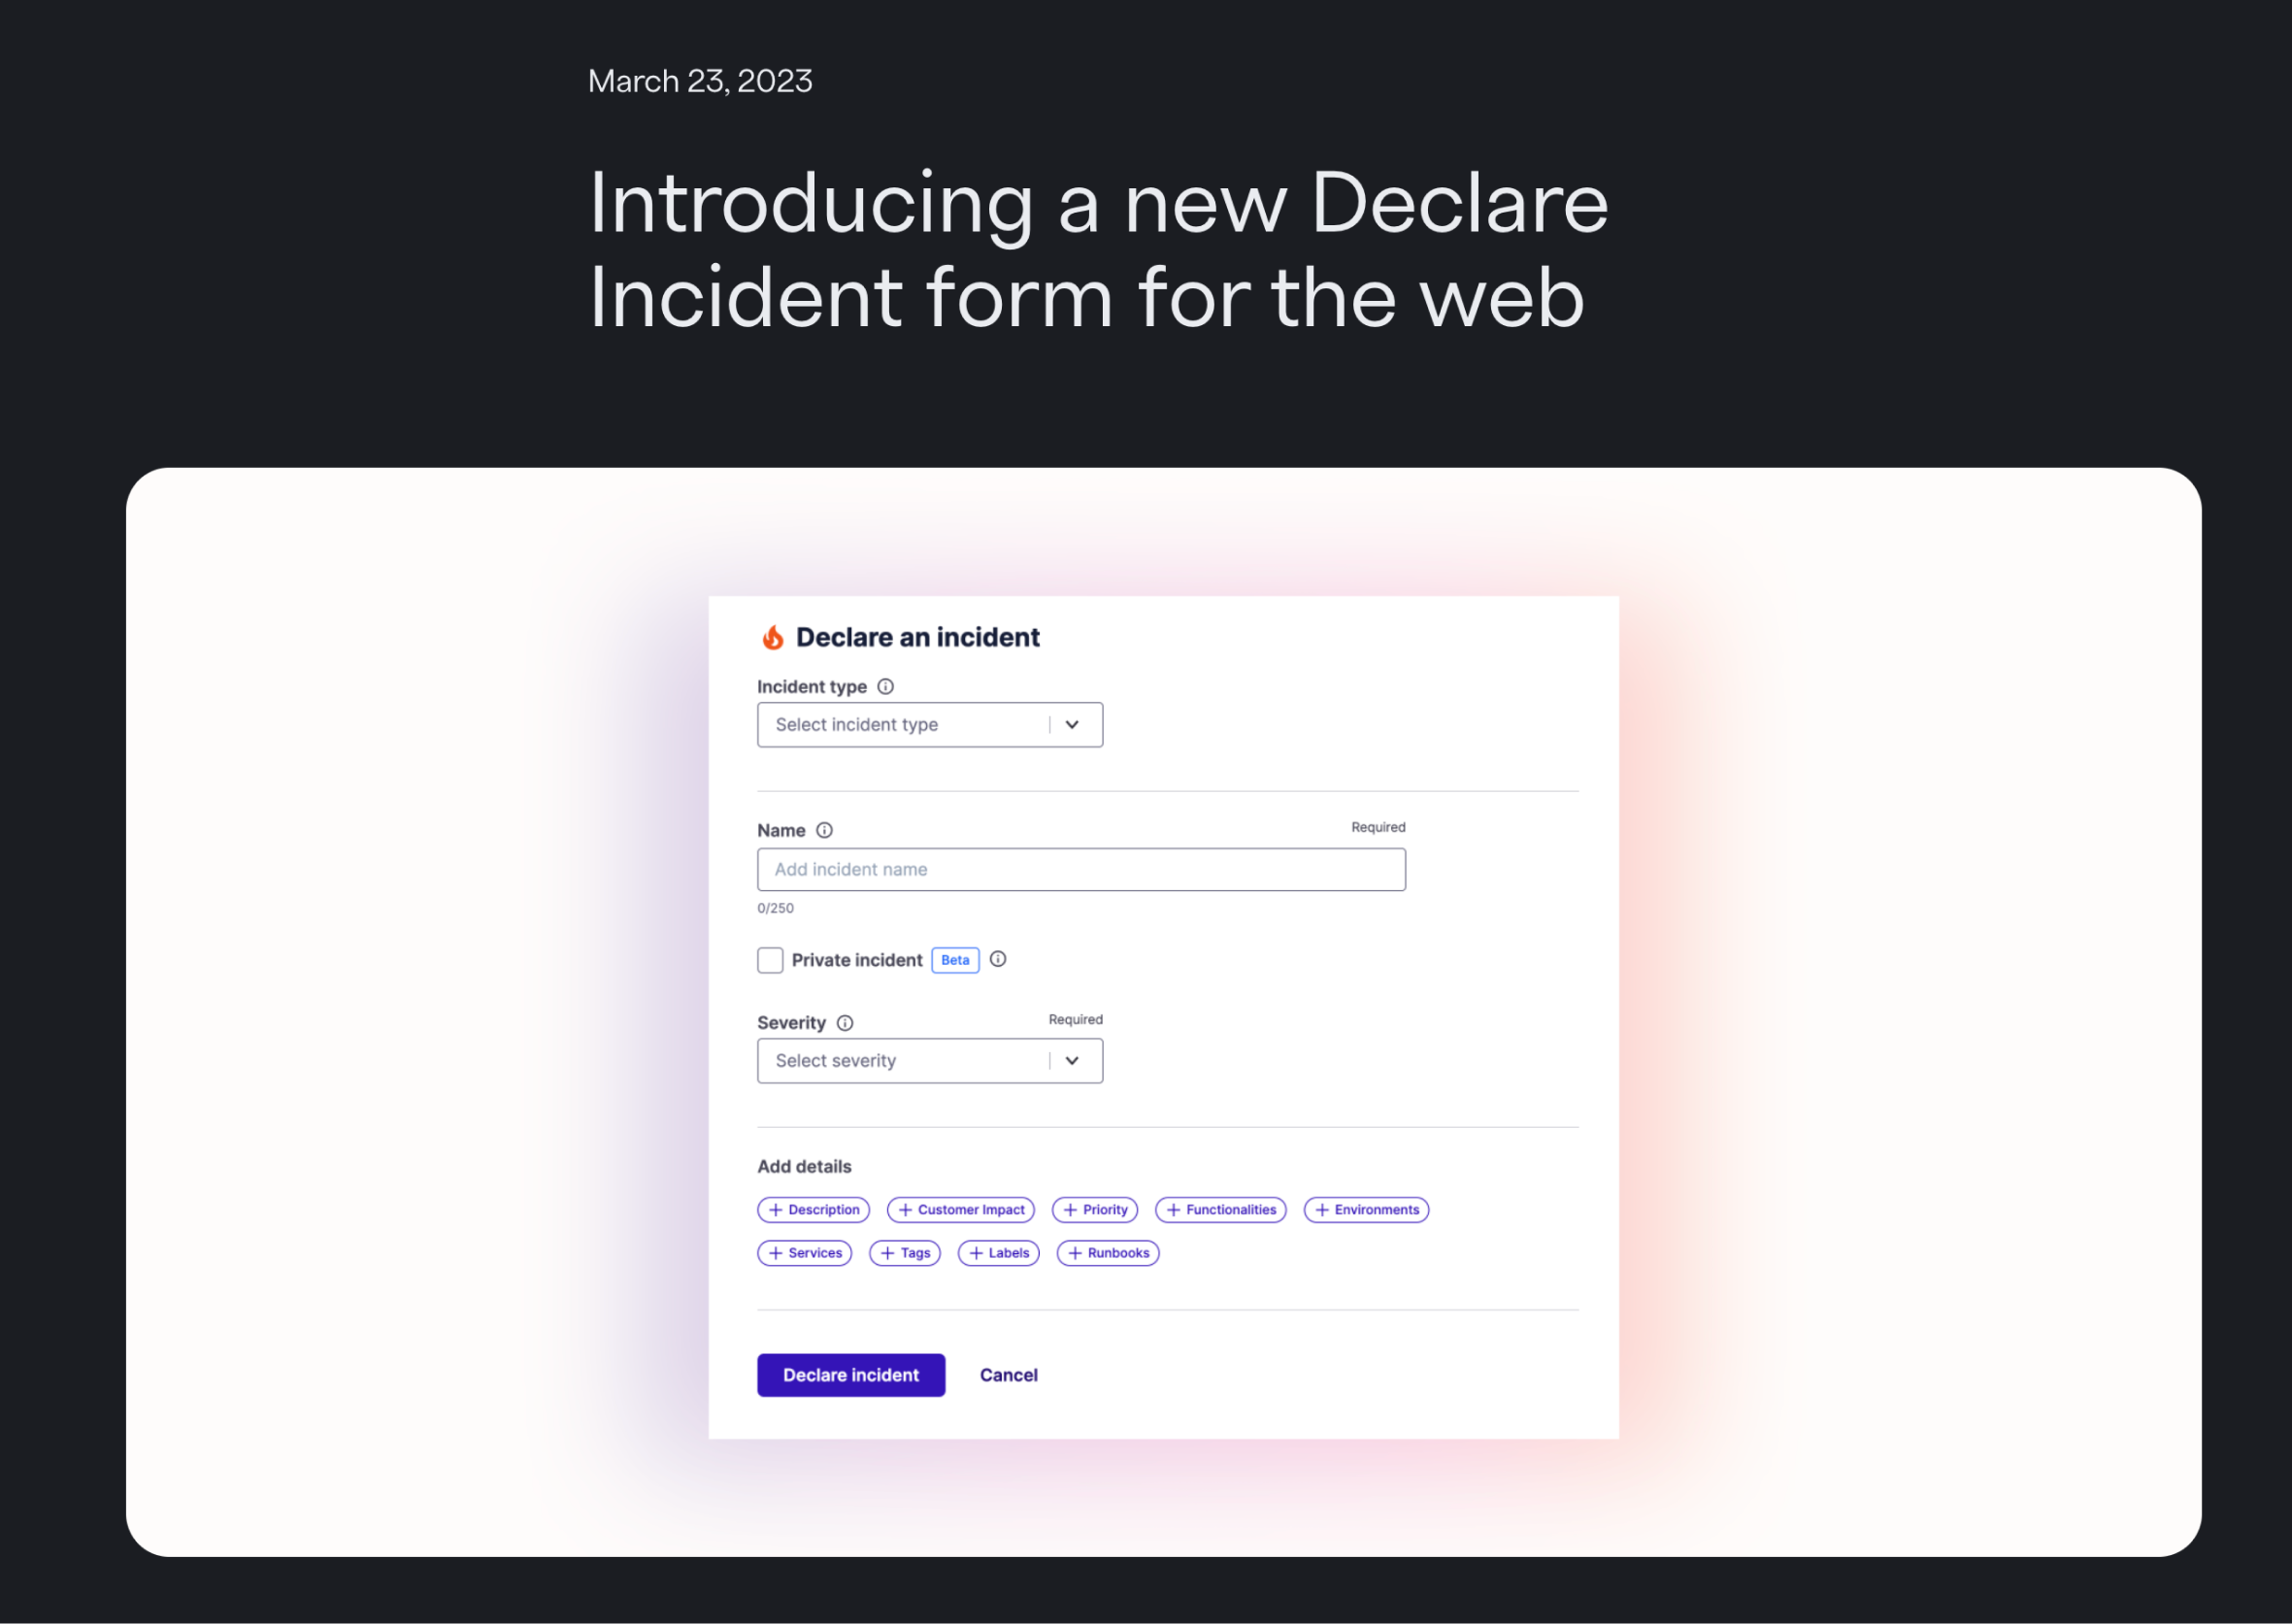 March 23, 2023
Introducing a new Declare
Incident form for the web
Declare an incident
Incident type
Select incident type
Name
Required
Add incident name
0/250
Private incident Beta
Severity
Required
Select severity
Add details
Description Customer Impact Priority Functionalities Environments
Services Tags Labels Runbooks
Declare incident Cancel